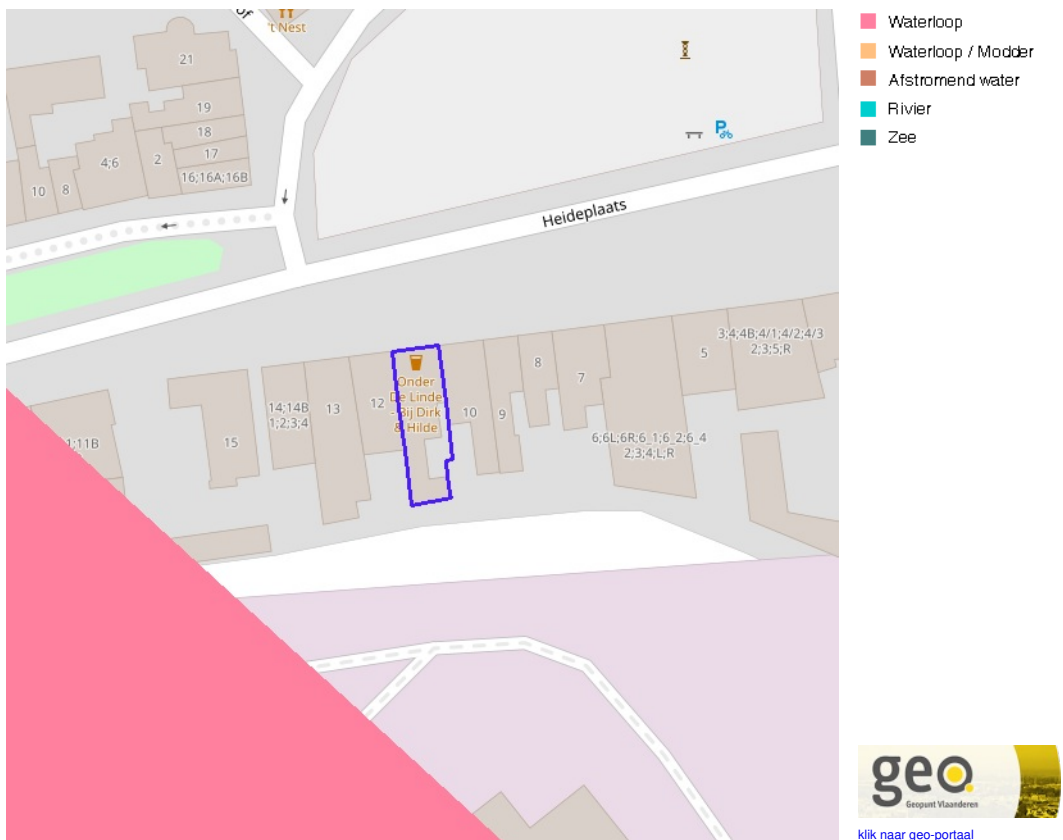 't Nest
21
19
18
17
16;16A;16B
4;6
2
10
8
Heideplaats
3;4;4B;4/1;4/2;4/3
2;3;5;R
5
8
7
Onder
De Linde
- Bij Dirk
& Hilde
12
10
9
14;14B
1;2;3;4
13
15
1;11B
6;6L;6R;6_1;6_2;6_4
2;3;4;L;R
P
Waterloop
Waterloop / Modder
Afstromend water
Rivier
Zee
geo.
Geopunt Vlaanderen
klik naar geo-portaal